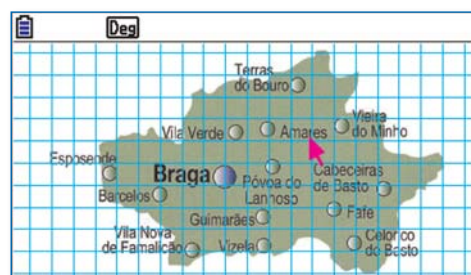 Deg
Terras
do Bouro
Vieira
do Minho
Vila Verde
Amares
Esposende
Braga
Cabeceiras
de Basto
Póvoa do
Lanhoso
Barcelos
Guimarães
Fafe
Vila Nova
de Famalicão
Vizela
Celorico
do Basto